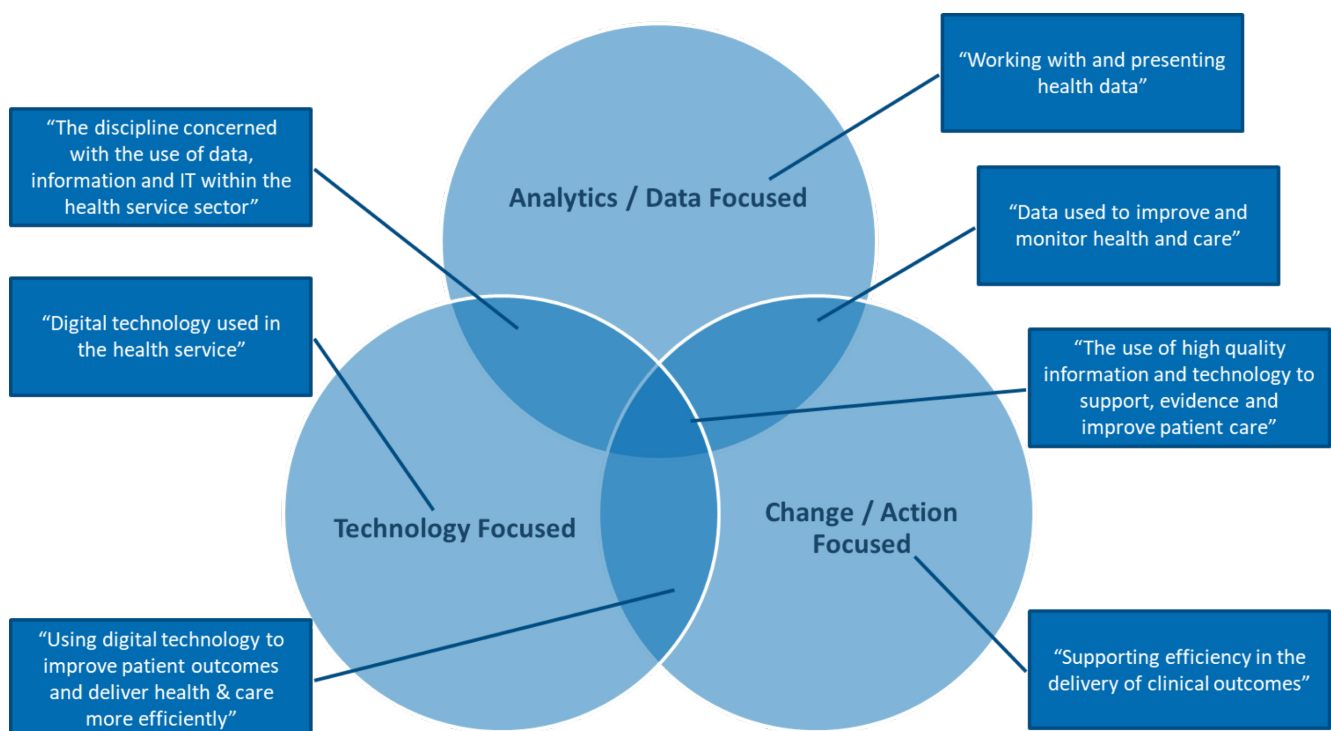 “Working with and presenting
health data”
“The discipline concerned
with the use of data,
information and IT within the
health service sector”
Analytics / Data Focused
“Data used to improve and
monitor health and care”
“Digital technology used in
the health service”
“The use of high quality
information and technology to
support, evidence and
improve patient care”
Technology Focused
Change / Action
Focused
“Using digital technology to
improve patient outcomes
and deliver health & care
more efficiently”
“Supporting efficiency in the
delivery of clinical outcomes”